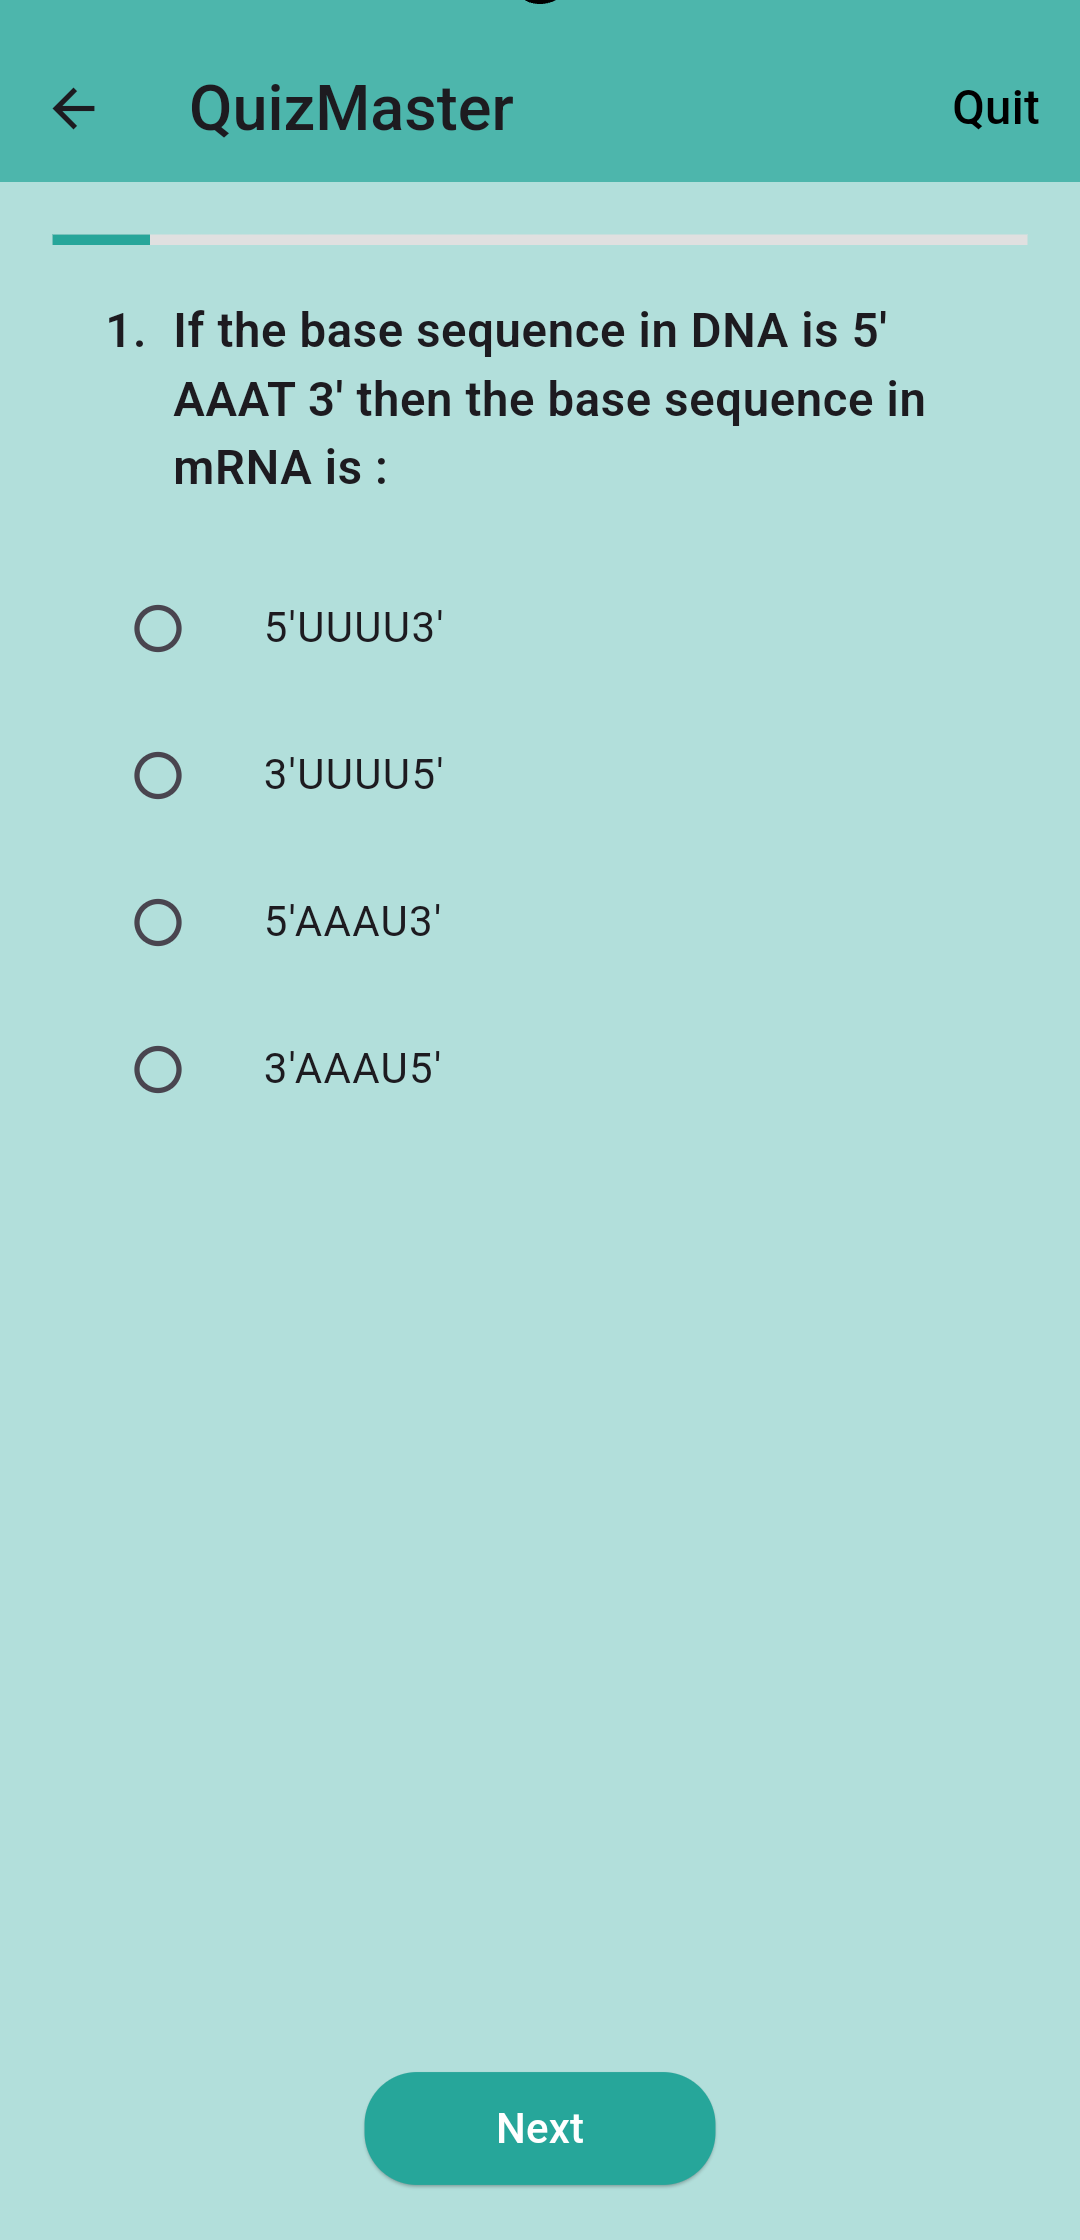 QuizMaster
Quit
1. If the base sequence in DNA is 5'
AAAT 3' then the base sequence in
mRNA is :
5'UUUU3'
3'UUUU5'
5'AAAU3'
3'AAAU5'
Next